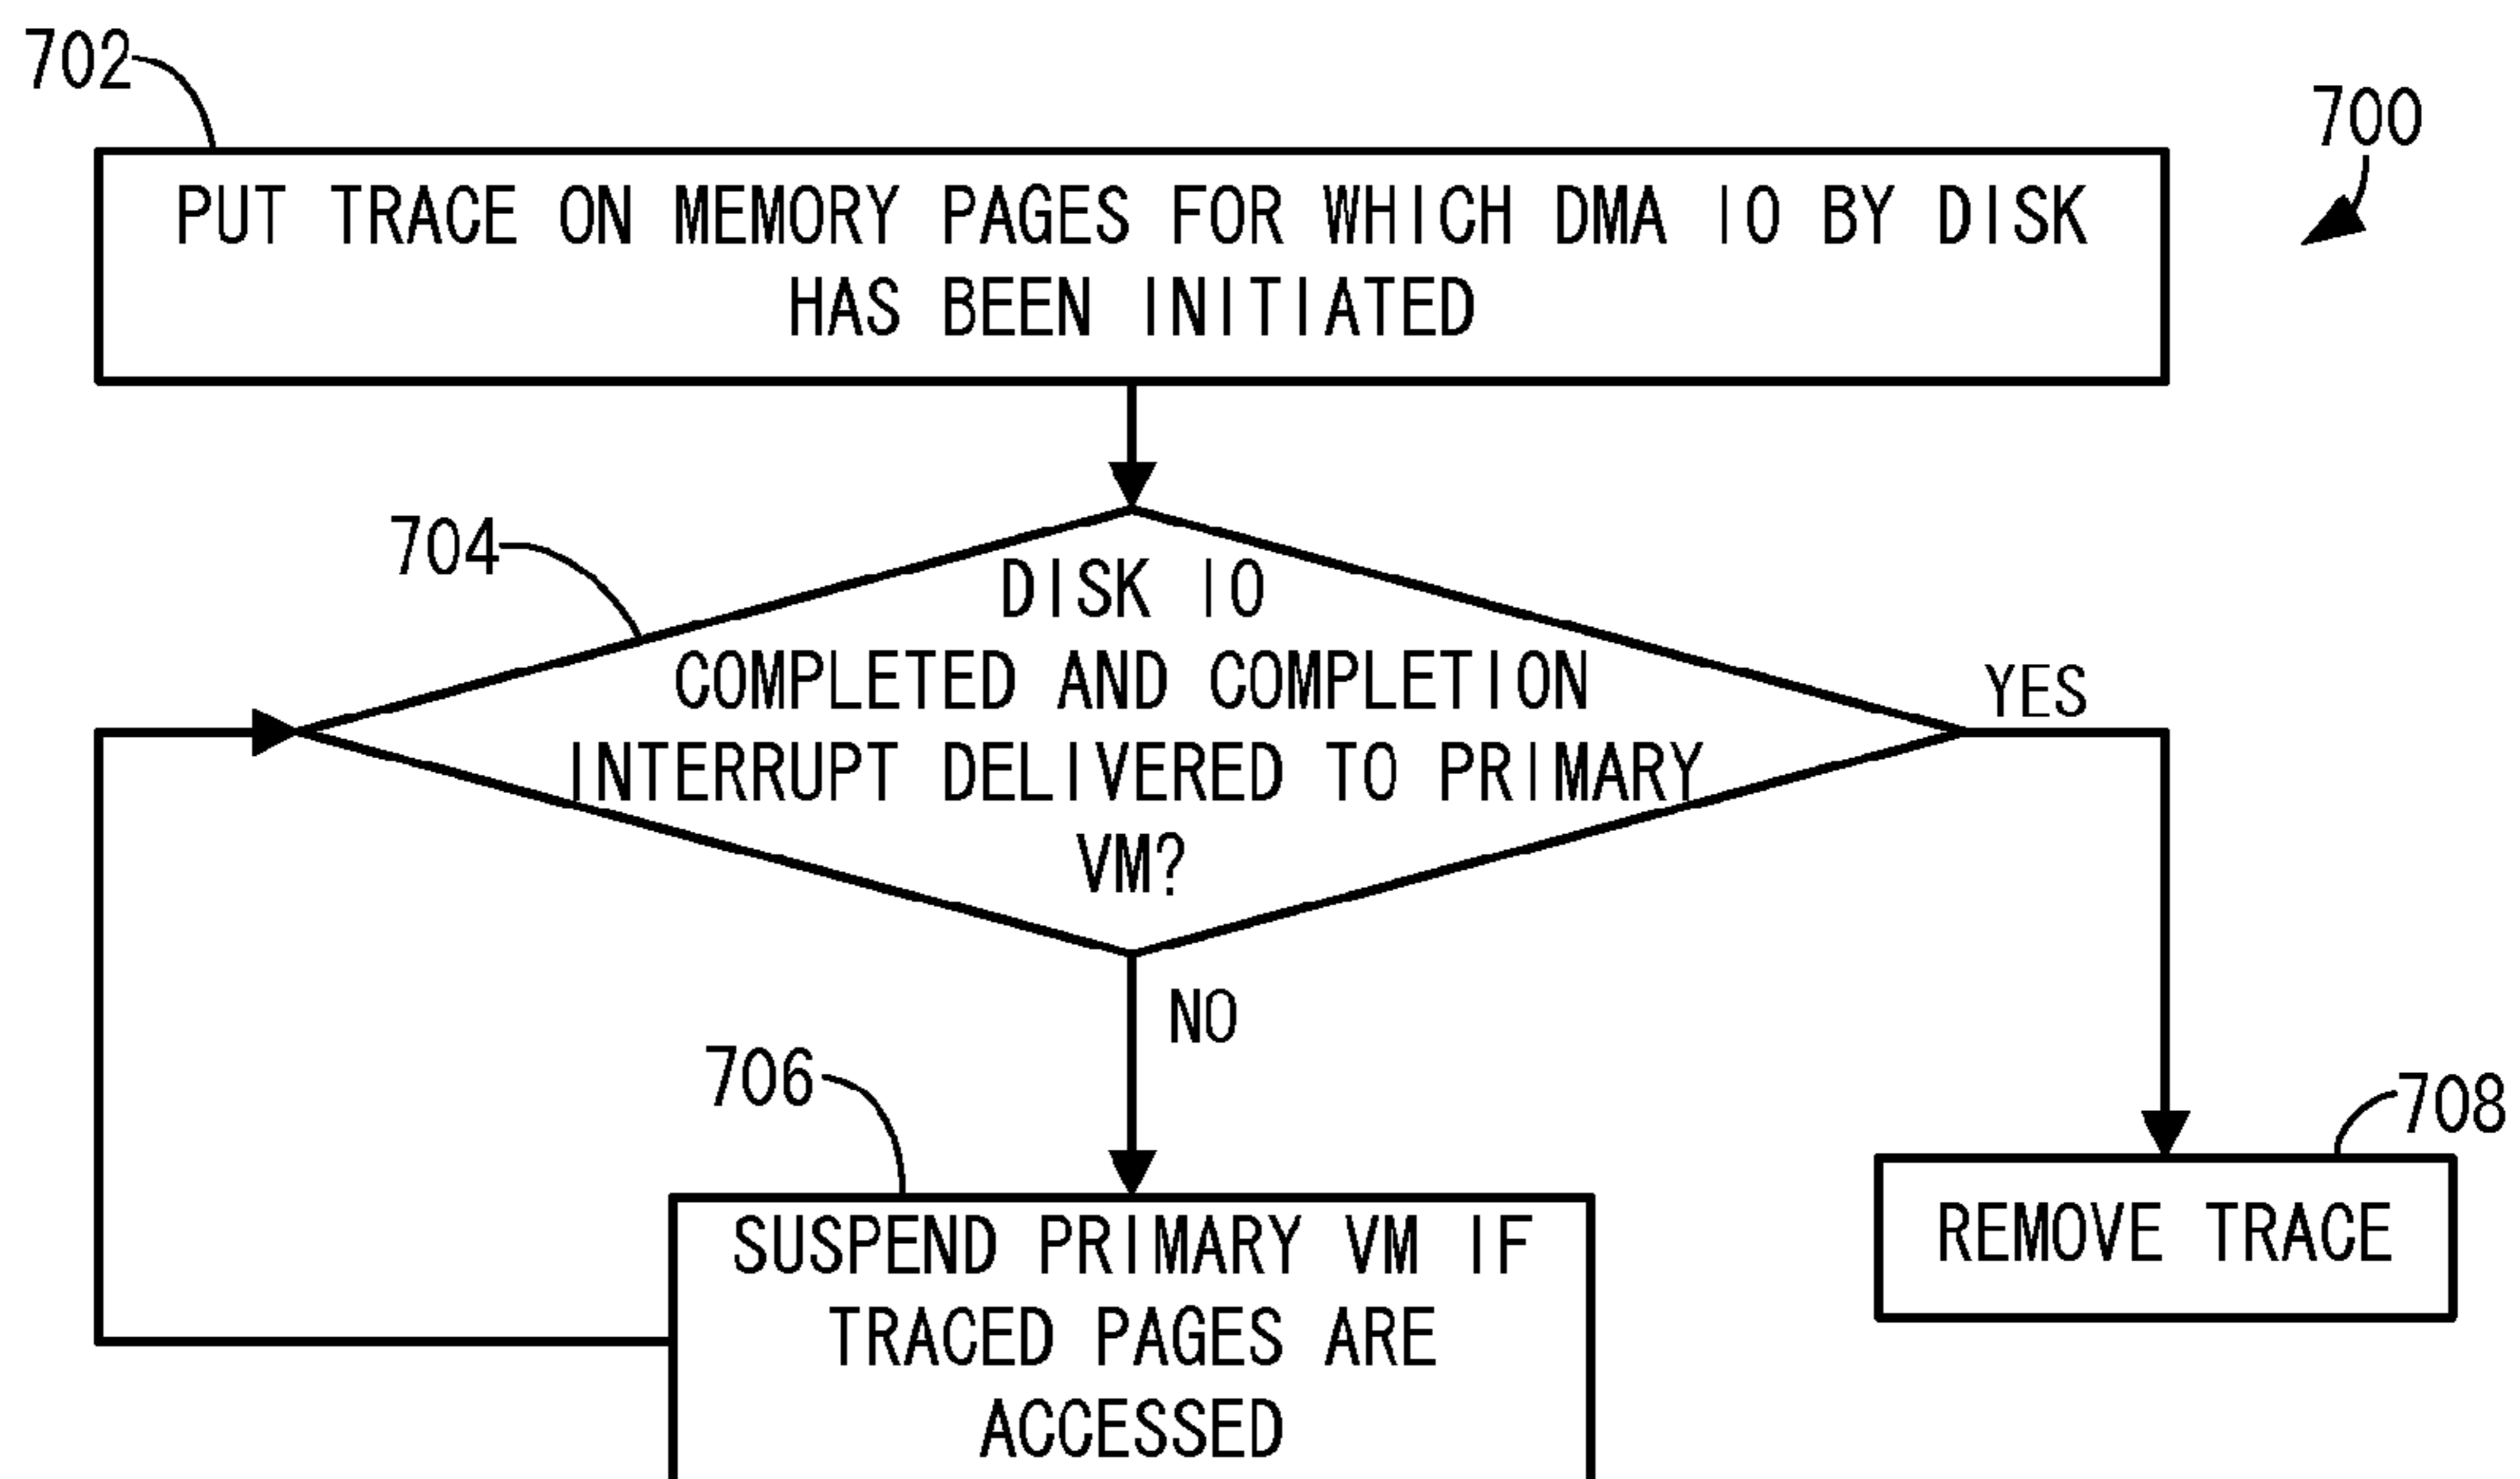 702
700
PUT TRACE ON MEMORY PAGES FOR WHICH DMA IO BY DISK
HAS BEEN INITIATED
704
DISK IO
COMPLETED AND COMPLETION
INTERRUPT DELIVERED TO PRIMARY
VM?
YES
NO
706
708
SUSPEND PRIMARY VM IF
TRACED PAGES ARE
ACCESSED
REMOVE TRACE